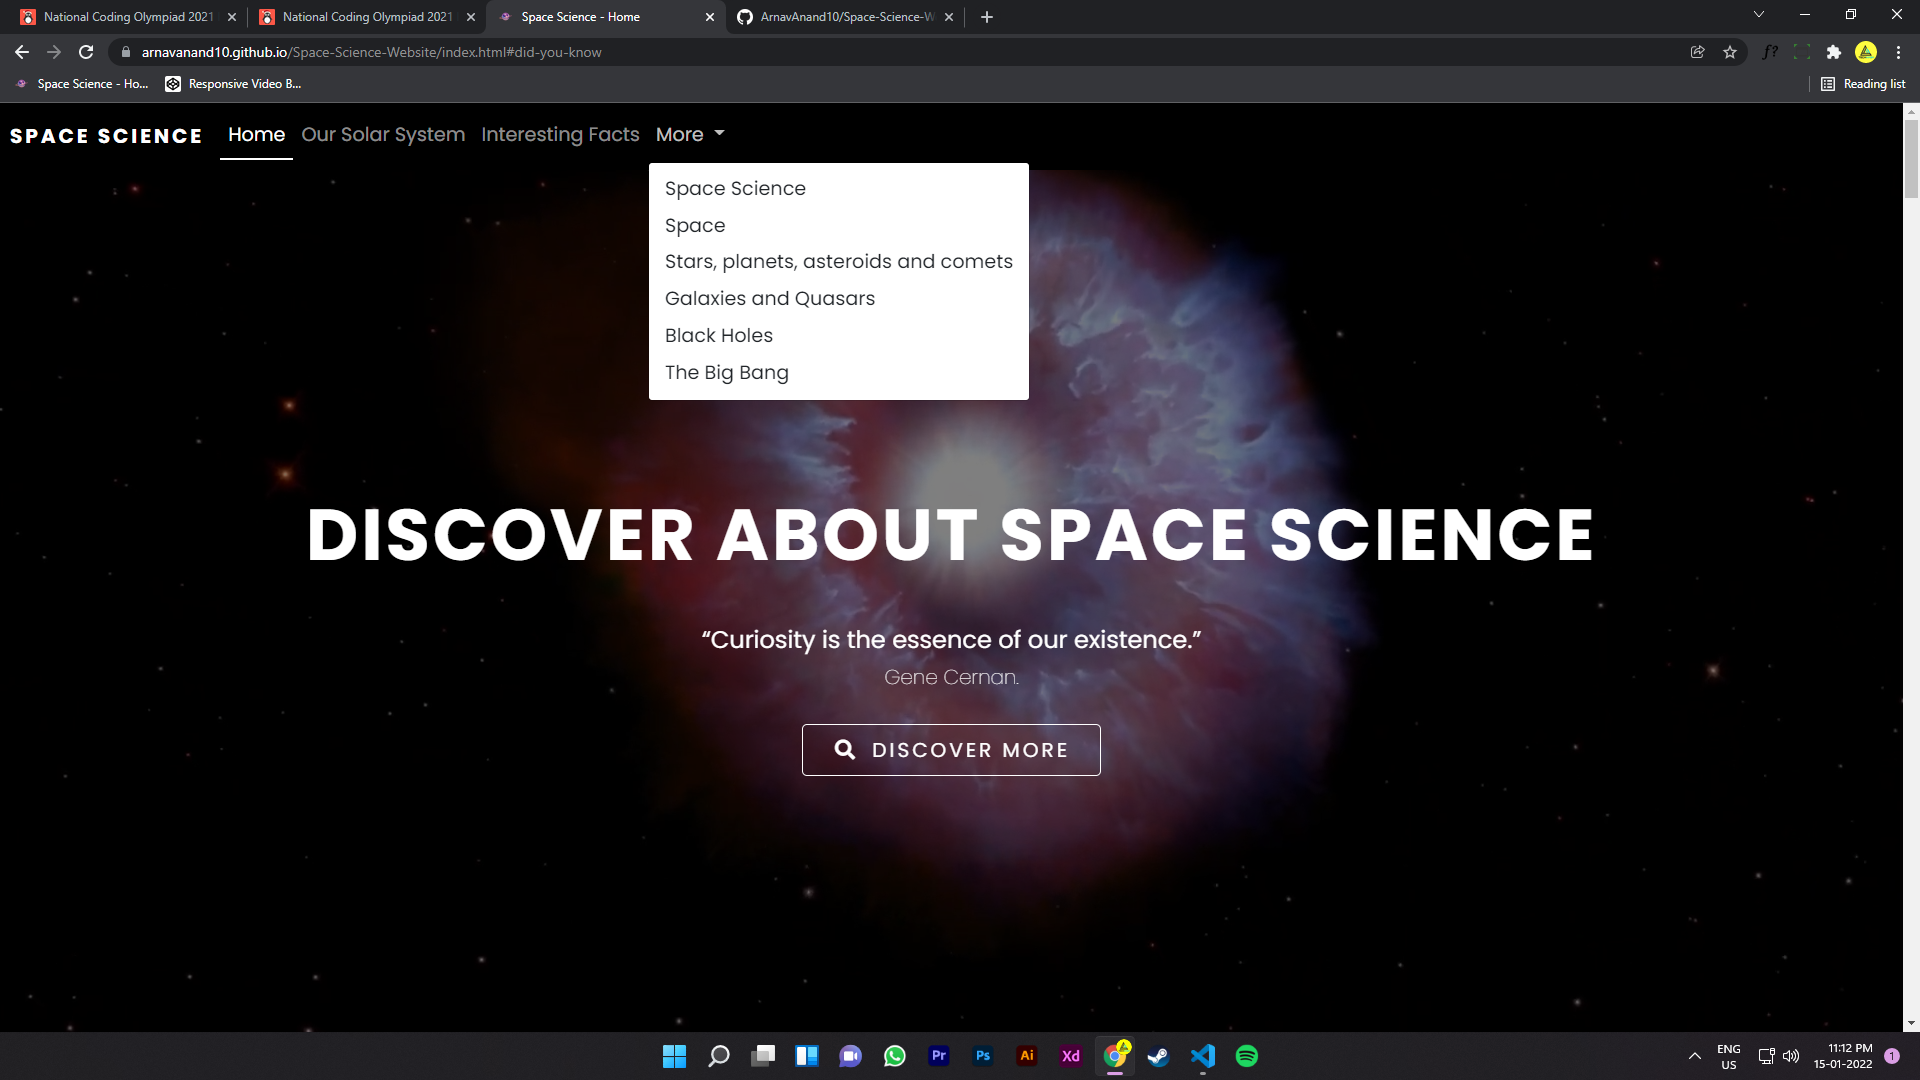 National Coding Olympiad 2021
National Coding Olympiad 2021
Space Science - Home
ArnavAnand10/Space-Science-W
arnavanand10.github.io/Space-Science-Website/index.html#did-you-know
f?
Space Science - Ho...
Responsive Video B...
Reading list
SPACE SCIENCE
Home
Our Solar System
Interesting Facts
More
Space Science
Space
Stars, planets, asteroids and comets
Galaxies and Quasars
Black Holes
The Big Bang
DISCOVER ABOUT SPACE SCIENCE
“Curiosity is the essence of our existence.”
Gene Cernan.
DISCOVER MORE
Pr
Ps
Ai
Xd
ENG
US
11:12 PM
15-01-2022
1